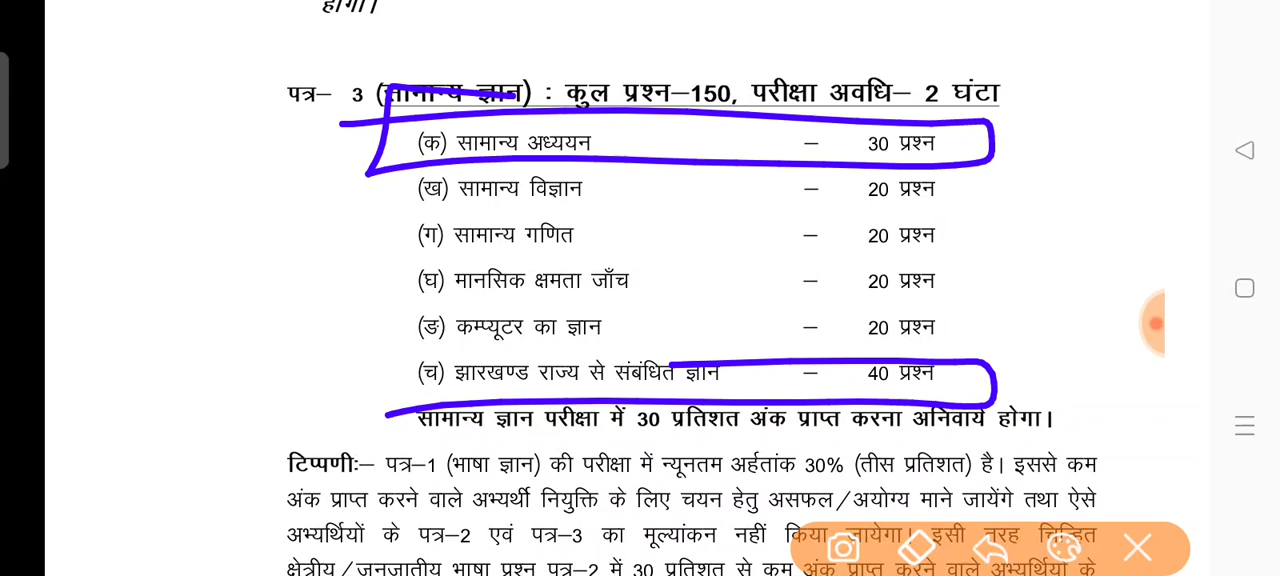 होगा।
पत्र– 3 (सामान्य ज्ञान) : कुल प्रश्न–150, परीक्षा अवधि– 2 घंटा
(क) सामान्य अध्ययन – 30 प्रश्न
(ख) सामान्य विज्ञान – 20 प्रश्न
(ग) सामान्य गणित – 20 प्रश्न
(घ) मानसिक क्षमता जाँच – 20 प्रश्न
(ङ) कम्प्यूटर का ज्ञान – 20 प्रश्न
(च) झारखण्ड राज्य से संबंधित ज्ञान – 40 प्रश्न
सामान्य ज्ञान परीक्षा में 30 प्रतिशत अंक प्राप्त करना अनिवार्य होगा।
टिप्पणीः– पत्र–1 (भाषा ज्ञान) की परीक्षा में न्यूनतम अर्हतांक 30% (तीस प्रतिशत) है। इससे कम
अंक प्राप्त करने वाले अभ्यर्थी नियुक्ति के लिए चयन हेतु असफल/अयोग्य माने जायेंगे तथा ऐसे
अभ्यर्थियों के पत्र–2 एवं पत्र–3 का मूल्यांकन नहीं किया जायेगा। इसी तरह चिन्हित
क्षेत्रीय/जनजातीय भाषा प्रश्न पत्र–2 में 30 प्रतिशत से कम अंक प्राप्त करने वाले अभ्यर्थियों के